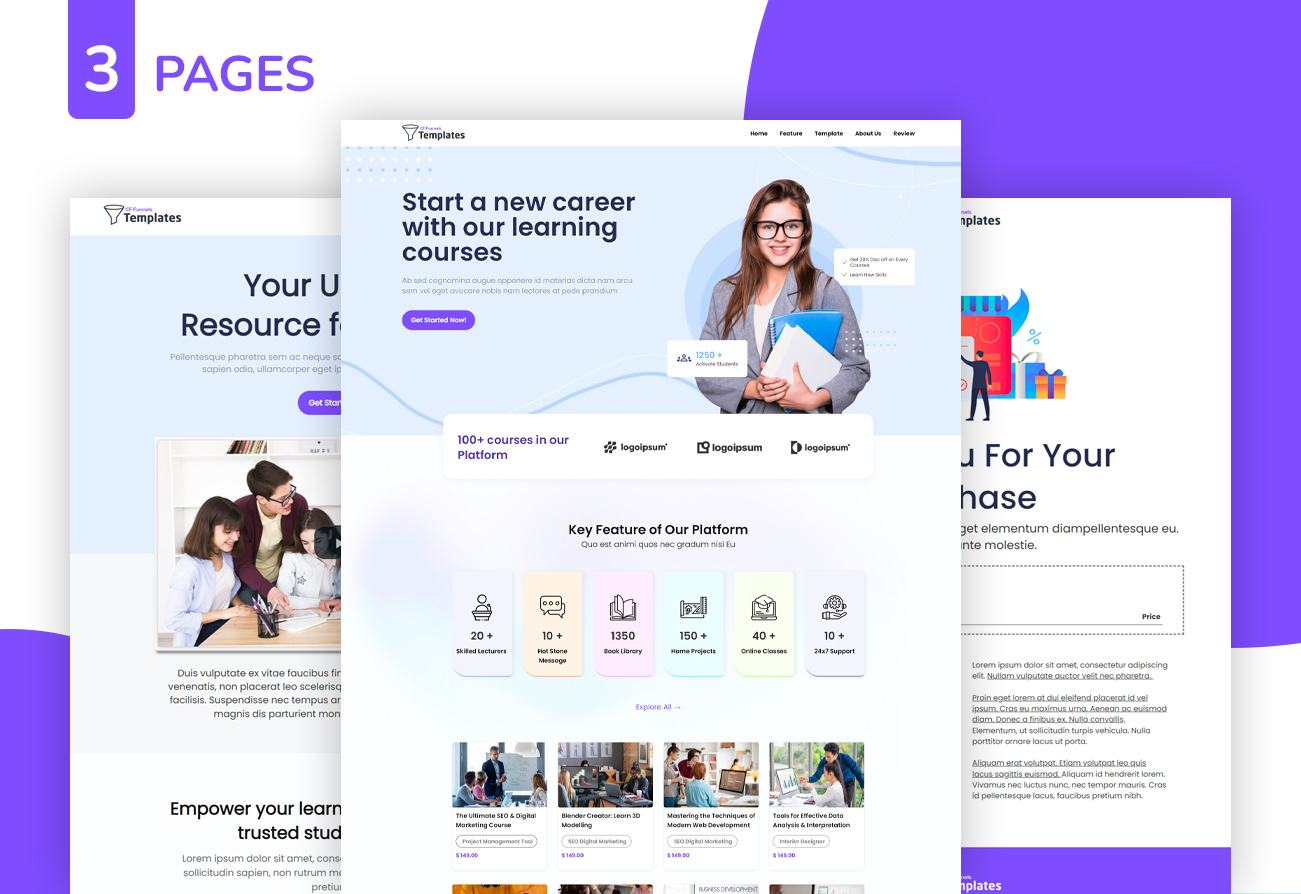 3 PAGES
CF Funnels
Templates
Your U
Resource f
Pellentesque pharetra sem ac neque sc
sapien odio, ullamcorper eget ip
Get Star
Duis vulputate ex vitae faucibus fin
venenatis, non placerat leo scelerisq
facilisis. Suspendisse nec tempus ar
magnis dis parturient mon
Empower your learn
trusted stud
Lorem ipsum dolor sit amet, conse
sollicitudin sapien, non rutrum ma
pretiun
CF Funnels
Templates
Home Feature Template About Us Review
Start a new career
with our learning
courses
Ab sed cognomina augue opponere id materias dicta nam arcu
sem vel eget avocare nobis nam lectores at pede prandium
Get Started Now!
Get 20% Disc off on Every
Courses
Learn New Skills
1250 +
Activate Students
100+ courses in our
Platform
logoipsum logoipsum logoipsum
Key Feature of Our Platform
Quo est animi quos nec gradum nisi Eu
20 +
Skilled Lecturers
10 +
Hot Stone
Message
1350
Book Library
150 +
Home Projects
40 +
Online Classes
10 +
24x7 Support
Explore All →
The Ultimate SEO & Digital
Marketing Course
Project Management Tool
$ 149.00
Blender Creator: Learn 3D
Modelling
SEO Digital Marketing
$ 149.00
Mastering the Techniques of
Modern Web Development
SEO Digital Marketing
$ 149.00
Tools for Effective Data
Analysis & Interpretation
Interior Designer
$ 149.00
BUSINESS DEVELOPMENT
nnels
nplates
u For Your
hase
get elementum diampellentesque eu.
nte molestie.
Price
Lorem ipsum dolor sit amet, consectetur adipiscing
elit. Nullam vulputate auctor velit nec pharetra.
Proin eget lorem at dui eleifend placerat id vel
ipsum. Cras eu maximus urna. Aenean ac euismod
diam. Donec a finibus ex. Nulla convallis,
Elementum, ut sollicitudin turpis vehicula. Nulla
porttitor ornare lacus ut porta.
Aliquam erat volutpat. Etiam volutpat leo quis
lacus sagittis euismod. Aliquam id hendrerit lorem.
Vivamus nec luctus nunc, nec tempor mauris. Cras
id pellentesque lacus, faucibus pretium nibh.
nnels
nplates